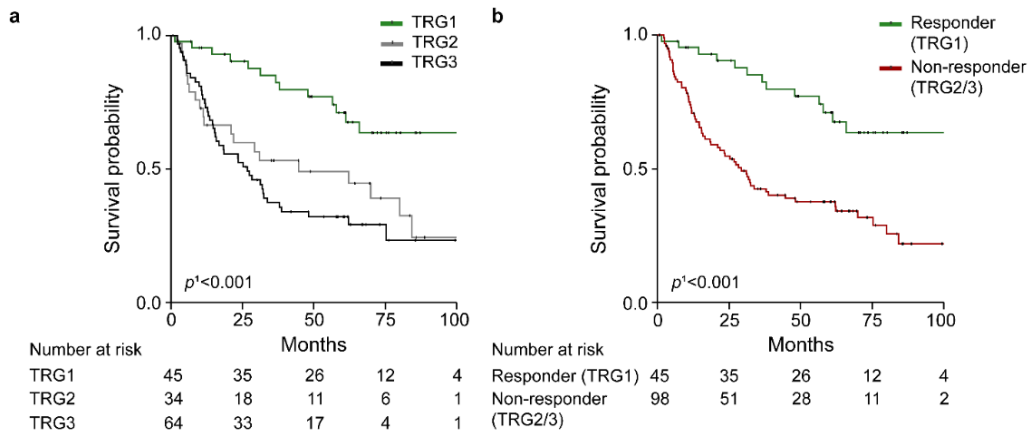 a
TRG1
TRG2
TRG3
1.0
0.5
0.0
Survival probability
p¹<0.001
0 25 50 75 100
Months
Number at risk
TRG1 45 35 26 12 4
TRG2 34 18 11 6 1
TRG3 64 33 17 4 1
b
Responder
(TRG1)
Non-responder
(TRG2/3)
1.0
0.5
0.0
Survival probability
p¹<0.001
0 25 50 75 100
Months
Number at risk
Responder (TRG1) 45 35 26 12 4
Non-responder 98 51 28 11 2
(TRG2/3)